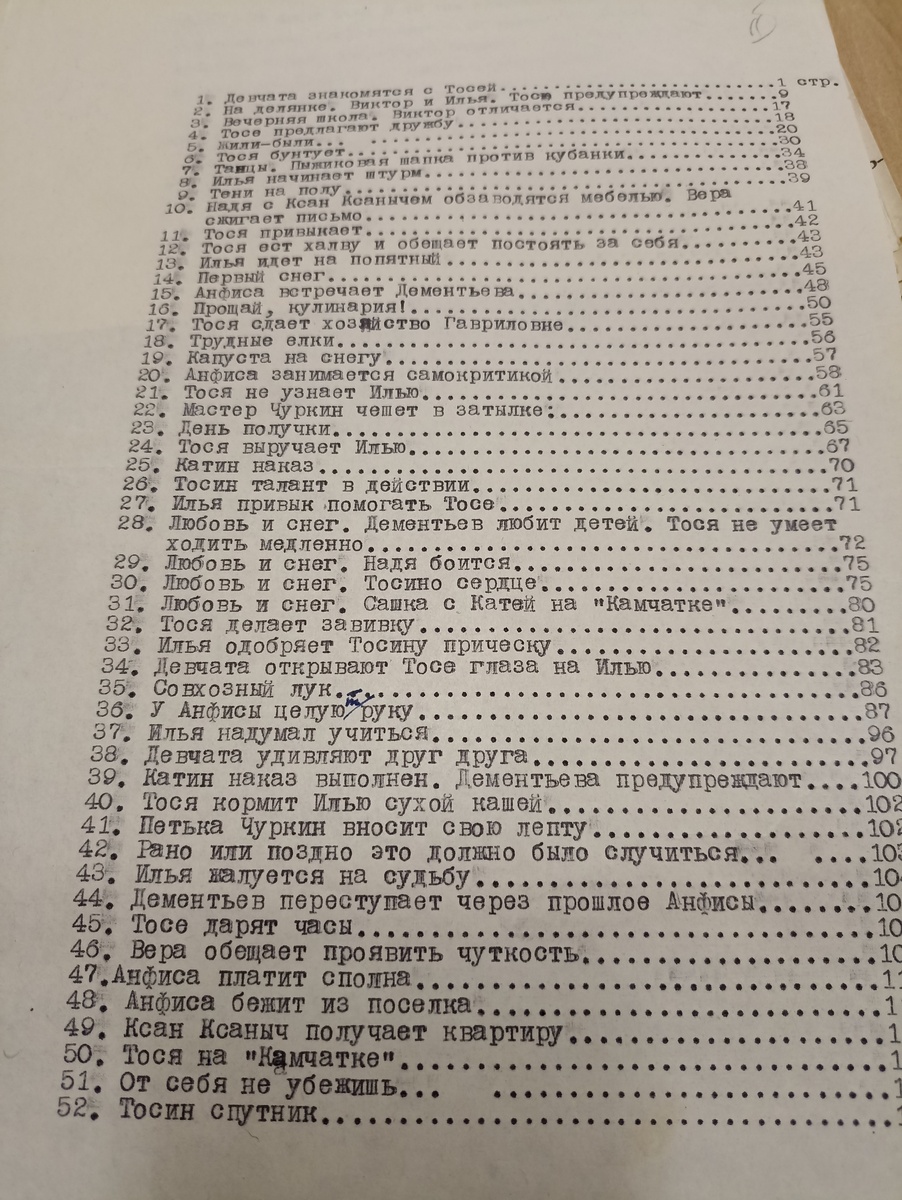 1. Девчата знакомятся с Тосей..............................1 стр.
2. На делянке. Виктор и Илья. Тосю предупреждают.......9
3. Вечерняя школа. Виктор отличается.....................17
4. Тосе предлагают дружбу................................18
5. Жили-были... .........................................20
6. Тося бунтует..........................................30
7. Танцы. Пыжиковая шапка против кубанки................34
8. Илья начинает штурм...................................38
9. Тени на полу..........................................39
10. Надя с Ксан Ксанычем обзаводятся мебелью. Вера
сжигает письмо........................................41
11. Тося привыкает.......................................42
12. Тося ест халву и обещает постоять за себя...........43
13. Илья идет на попятный................................43
14. Первый снег..........................................45
15. Анфиса встречает Дементьева..........................48
16. Прощай, кулинария!...................................50
17. Тося сдает хозяйство Гавриловне......................55
18. Трудные елки.........................................56
19. Капуста на снегу.....................................57
20. Анфиса занимается самокритикой.......................58
21. Тося не узнает Илью..................................61
22. Мастер Чуркин чешет в затылке........................63
23. День получки.........................................65
24. Тося выручает Илью...................................67
25. Катин наказ..........................................70
26. Тосин талант в действии..............................71
27. Илья привык помогать Тосе............................71
28. Любовь и снег. Дементьев любит детей. Тося не умеет
ходить медленно.......................................72
29. Любовь и снег. Надя боится...........................75
30. Любовь и снег. Тосино сердце.........................75
31. Любовь и снег. Сашка с Катей на "Камчатке".........80
32. Тося делает завивку..................................81
33. Илья одобряет Тосину прическу........................82
34. Девчата открывают Тосе глаза на Илью................83
35. Совхозный лук........................................86
36. У Анфисы целуют руку.................................87
37. Илья надумал учиться.................................96
38. Девчата удивляют друг друга..........................97
39. Катин наказ выполнен. Дементьева предупреждают....100
40. Тося кормит Илью сухой кашей.......................102
41. Петька Чуркин вносит свою лепту....................102
42. Рано или поздно это должно было случиться... ....103
43. Илья жалуется на судьбу............................10
44. Дементьев переступает через прошлое Анфисы........10
45. Тосе дарят часы....................................10
46. Вера обещает проявить чуткость.....................10
47.Анфиса платит сполна................................11
48. Анфиса бежит из поселка............................1
49. Ксан Ксаныч получает квартиру......................1
50. Тося на "Камчатке".................................1
51. От себя не убежишь... .............................1
52. Тосин спутник......................................1